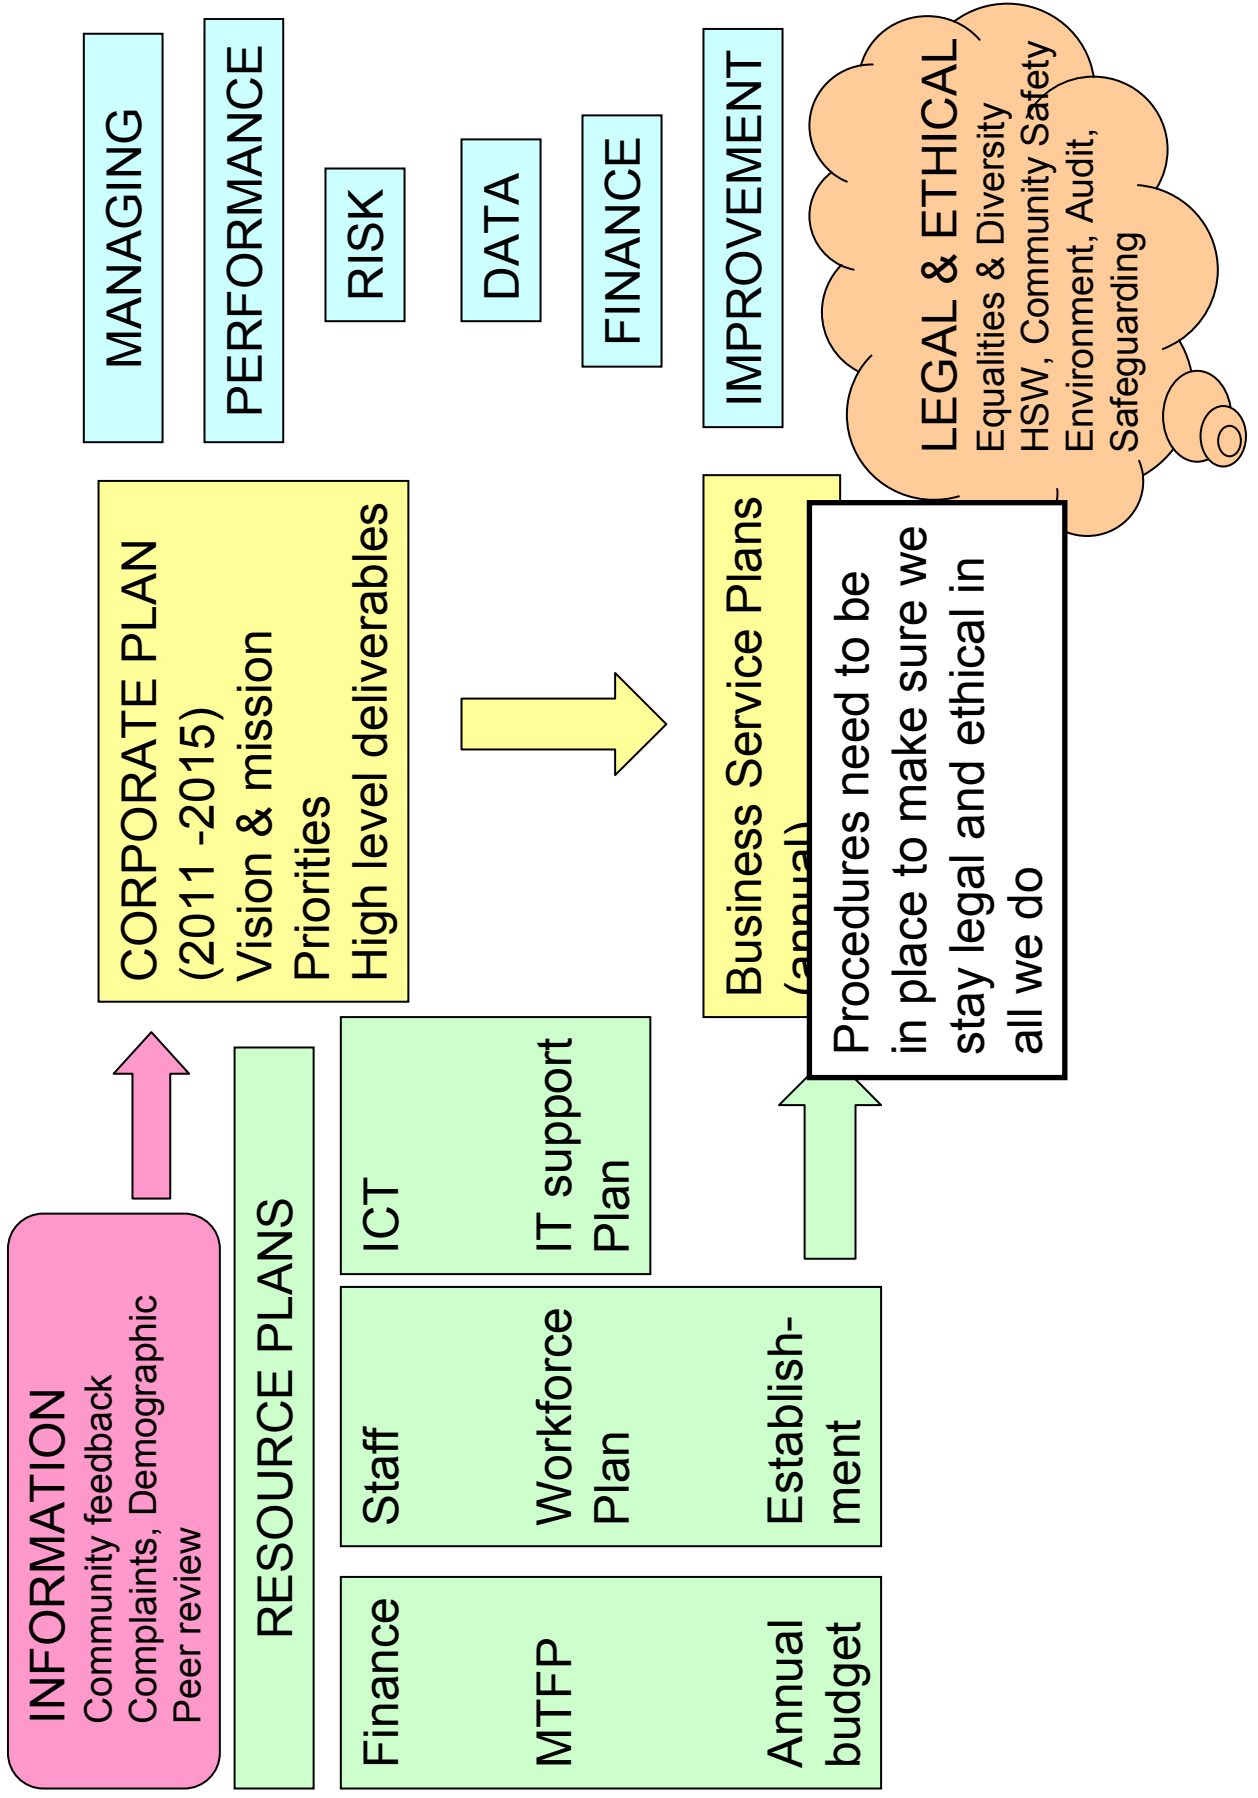 INFORMATION
Community feedback
Complaints, Demographic
Peer review
RESOURCE PLANS
Finance
MTFP
Annual
budget
Staff
Workforce
Plan
Establish-
ment
ICT
IT support
Plan
CORPORATE PLAN
(2011 -2015)
Vision & mission
Priorities
High level deliverables
Business Service Plans
(annual)
Procedures need to be
in place to make sure we
stay legal and ethical in
all we do
MANAGING
PERFORMANCE
RISK
DATA
FINANCE
IMPROVEMENT
LEGAL & ETHICAL
Equalities & Diversity
HSW, Community Safety
Environment, Audit,
Safeguarding